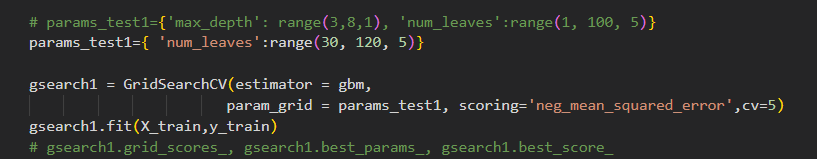 # params_test1={'max_depth': range(3,8,1), 'num_leaves':range(1, 100, 5)}
params_test1={ 'num_leaves':range(30, 120, 5)}
gsearch1 = GridSearchCV(estimator = gbm,
param_grid = params_test1, scoring='neg_mean_squared_error',cv=5)
gsearch1.fit(X_train,y_train)
# gsearch1.grid_scores_, gsearch1.best_params_, gsearch1.best_score_